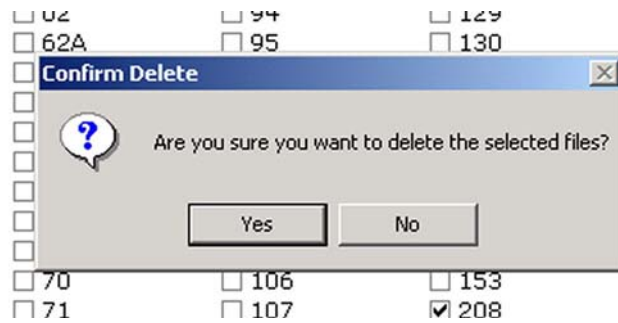 62 94 129
62A 95 130
Confirm Delete
Are you sure you want to delete the selected files?
Yes No
70 106 153
71 107 208